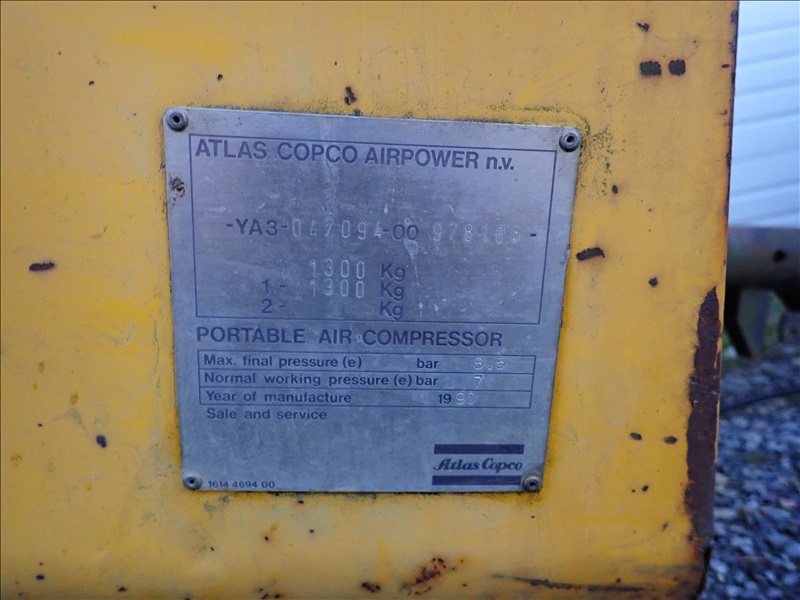 ATLAS COPCO AIRPOWER n.v.
-YA3-047094-00
1300 Kg
1- 1300 Kg
2- Kg
PORTABLE AIR COMPRESSOR
Max. final pressure (e) bar
Normal working pressure (e) bar 7
Year of manufacture 1990
Sale and service
Atlas Copco
1614 4694 00